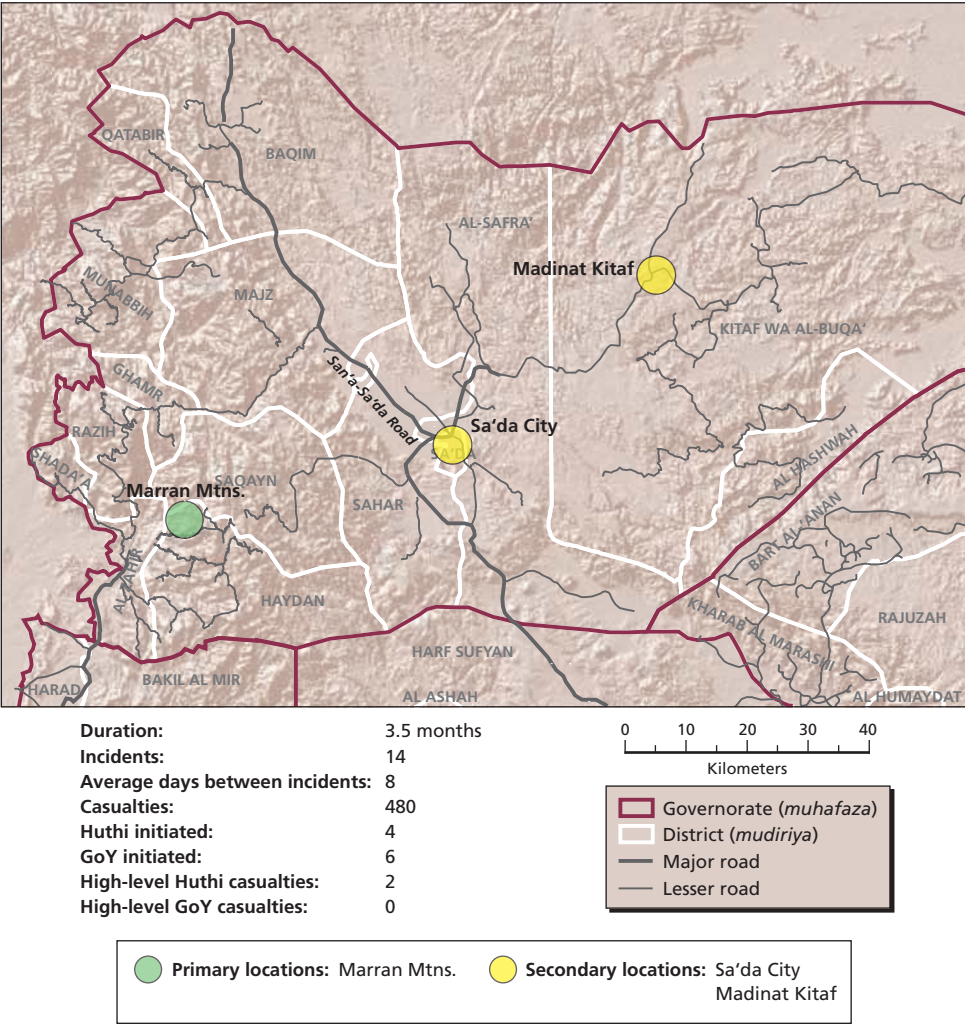 QATABIR
BAQIM
AL-SAFRA'
Madinat Kitaf
MUNABBIH
MAJZ
KITAF WA AL-BUQA'
GHAMR
San'a-Sa'da Road
RAZIH
Sa'da City
SA'DA
SHADA'A
SAQAYN
AL HASHWAH
Marran Mtns.
SAHAR
BART AL-ANAN
AL ZAHIR
HAYDAN
KHARAB AL MARASHI
RAJUZAH
HARF SUFYAN
BAKIL AL MIR
HARAD
AL ASHAH
AL HUMAYDAT
Duration: 3.5 months
Incidents: 14
Average days between incidents: 8
Casualties: 480
Huthi initiated: 4
GoY initiated: 6
High-level Huthi casualties: 2
High-level GoY casualties: 0
0 10 20 30 40
Kilometers
Governorate (muhafaza)
District (mudiriya)
Major road
Lesser road
Primary locations: Marran Mtns.
Secondary locations: Sa'da City
Madinat Kitaf